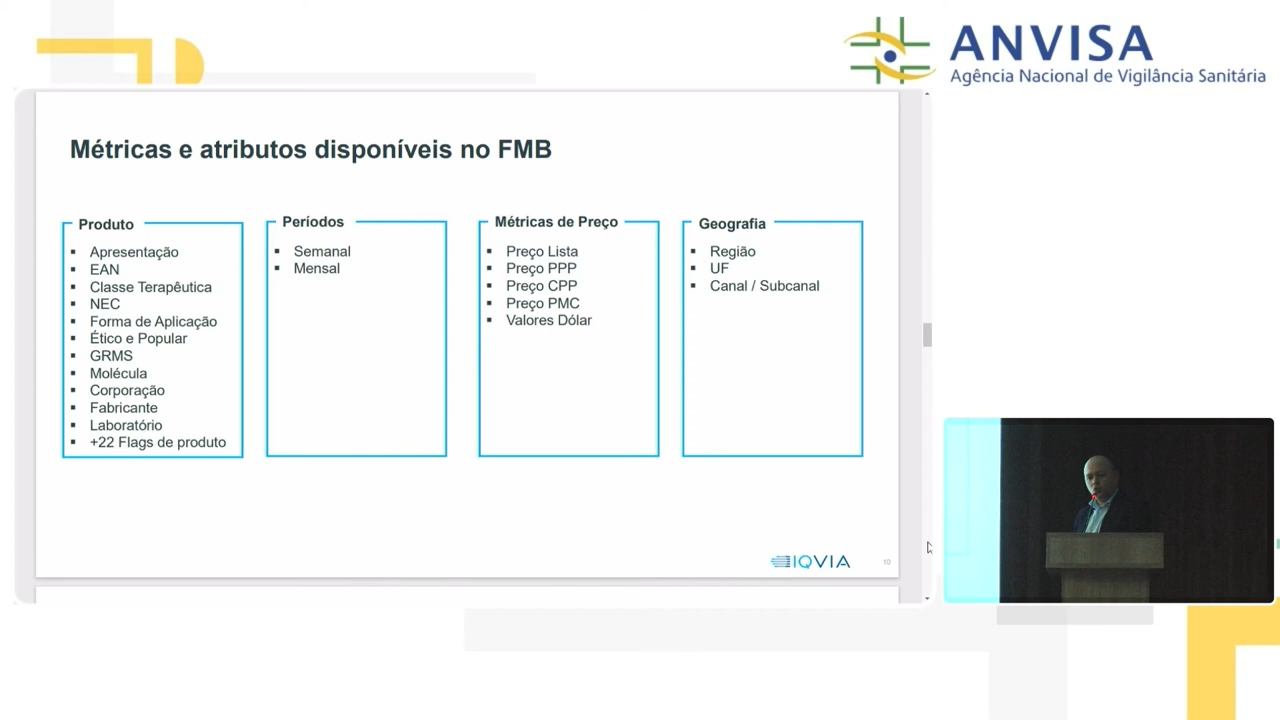 ANVISA
Agência Nacional de Vigilância Sanitária
Métricas e atributos disponíveis no FMB
Produto
Apresentação
EAN
Classe Terapêutica
NEC
Forma de Aplicação
Ético e Popular
GRMS
Molécula
Corporação
Fabricante
Laboratório
+22 Flags de produto
Períodos
Semanal
Mensal
Métricas de Preço
Preço Lista
Preço PPP
Preço CPP
Preço PMC
Valores Dólar
Geografia
Região
UF
Canal / Subcanal
IQVIA
10